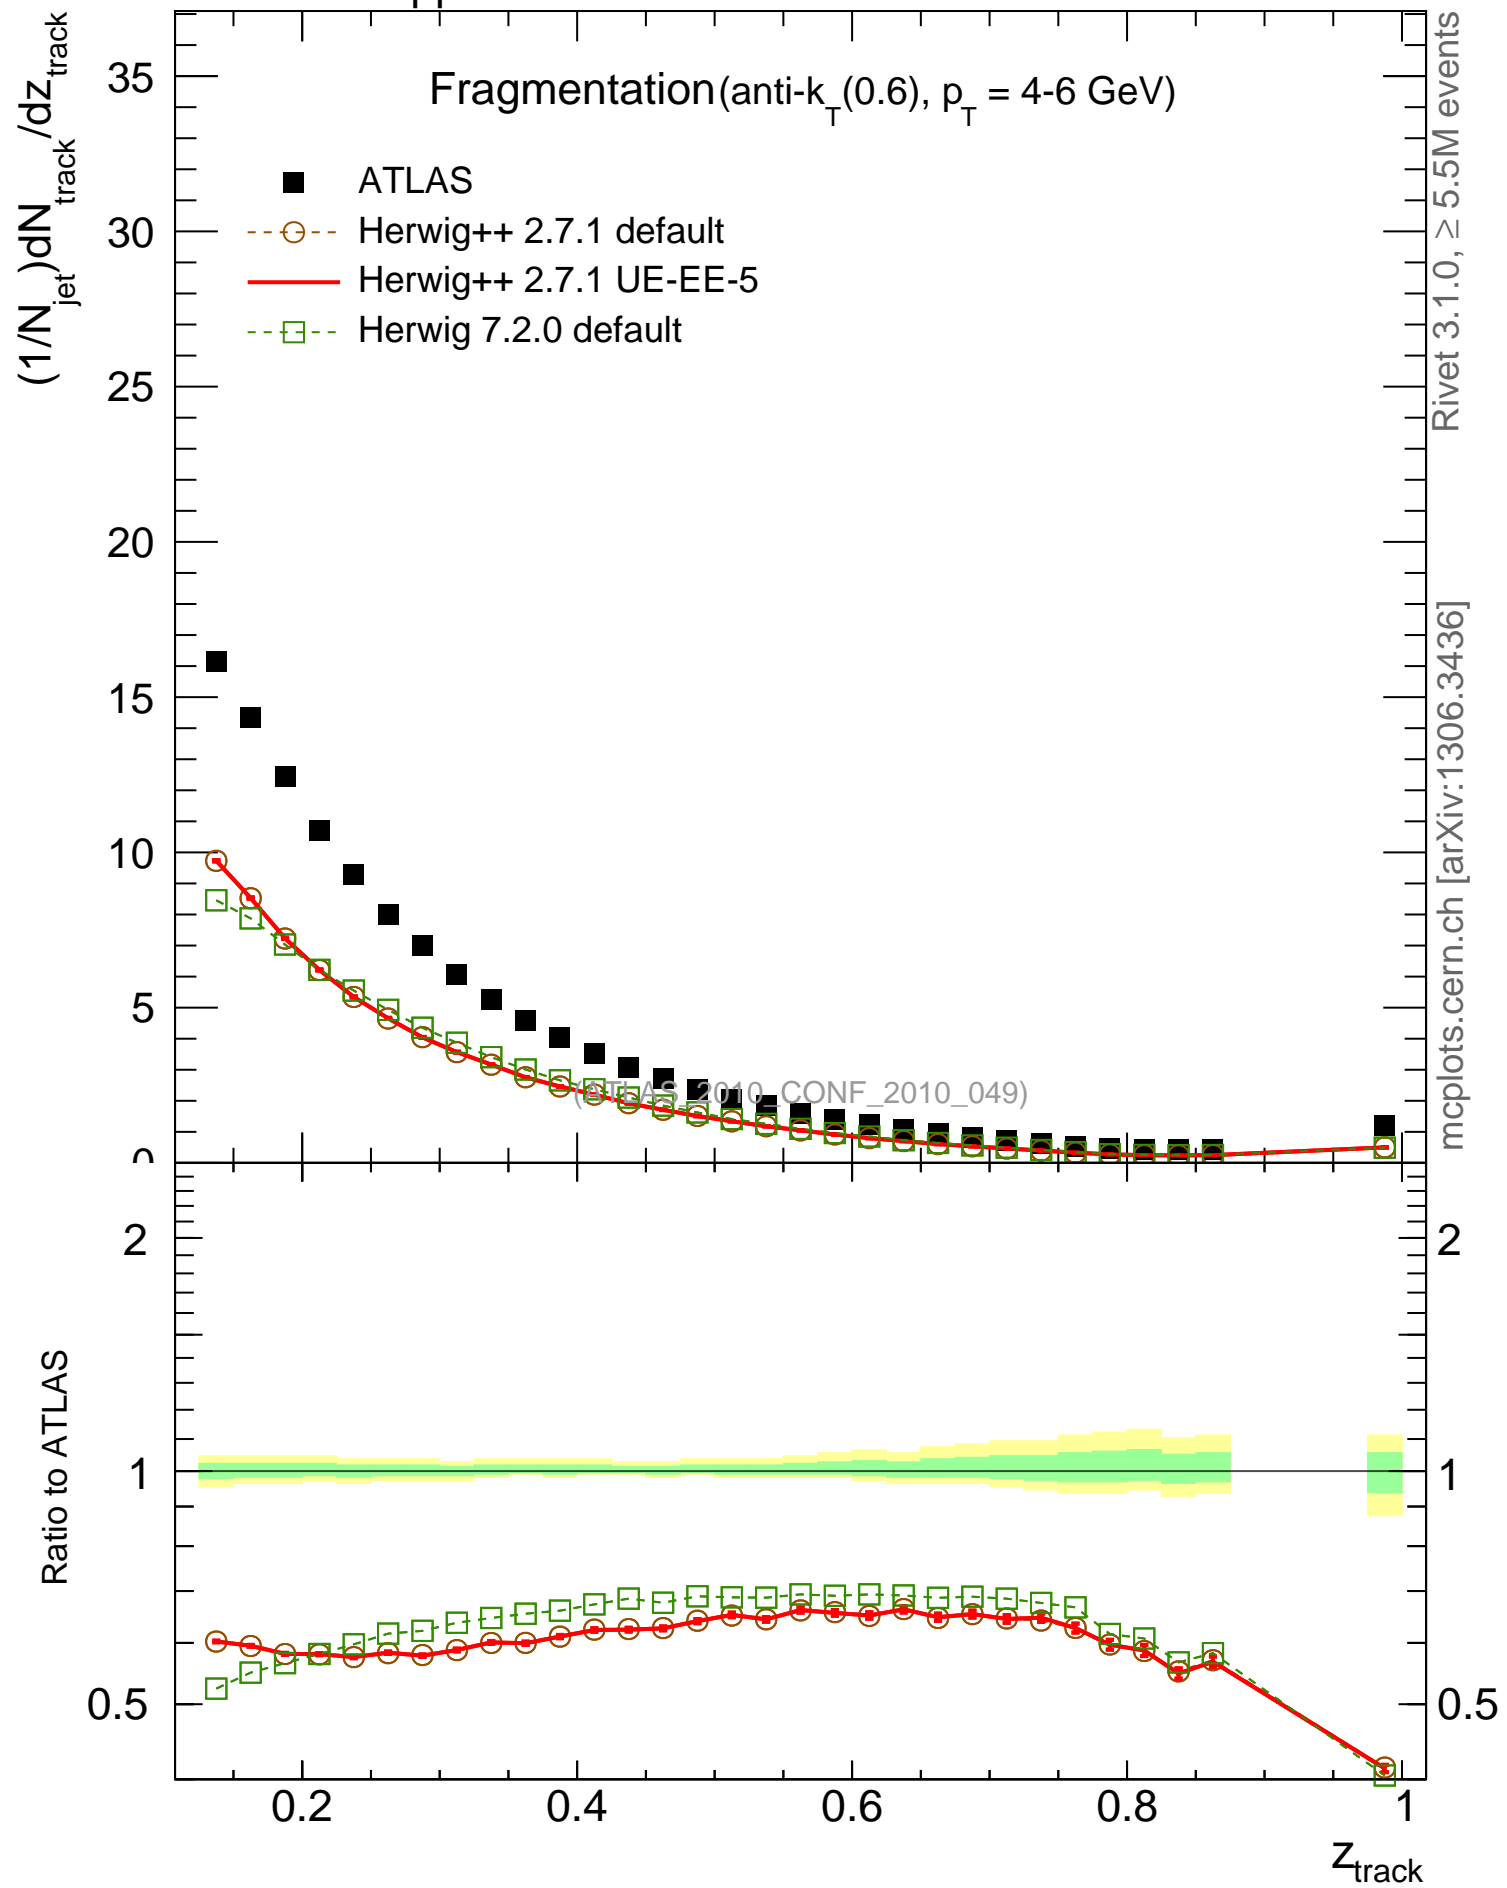 pp
Fragmentation (anti-k_T(0.6), p_T = 4-6 GeV)
ATLAS
Herwig++ 2.7.1 default
Herwig++ 2.7.1 UE-EE-5
Herwig 7.2.0 default
(1/N_jet)dN_track/dz_track
35
30
25
20
15
10
5
0
(ATLAS_2010_CONF_2010_049)
Rivet 3.1.0, ≥ 5.5M events
mcplots.cern.ch [arXiv:1306.3436]
Ratio to ATLAS
2
1
0.5
2
1
0.5
0.2
0.4
0.6
0.8
1
z_track